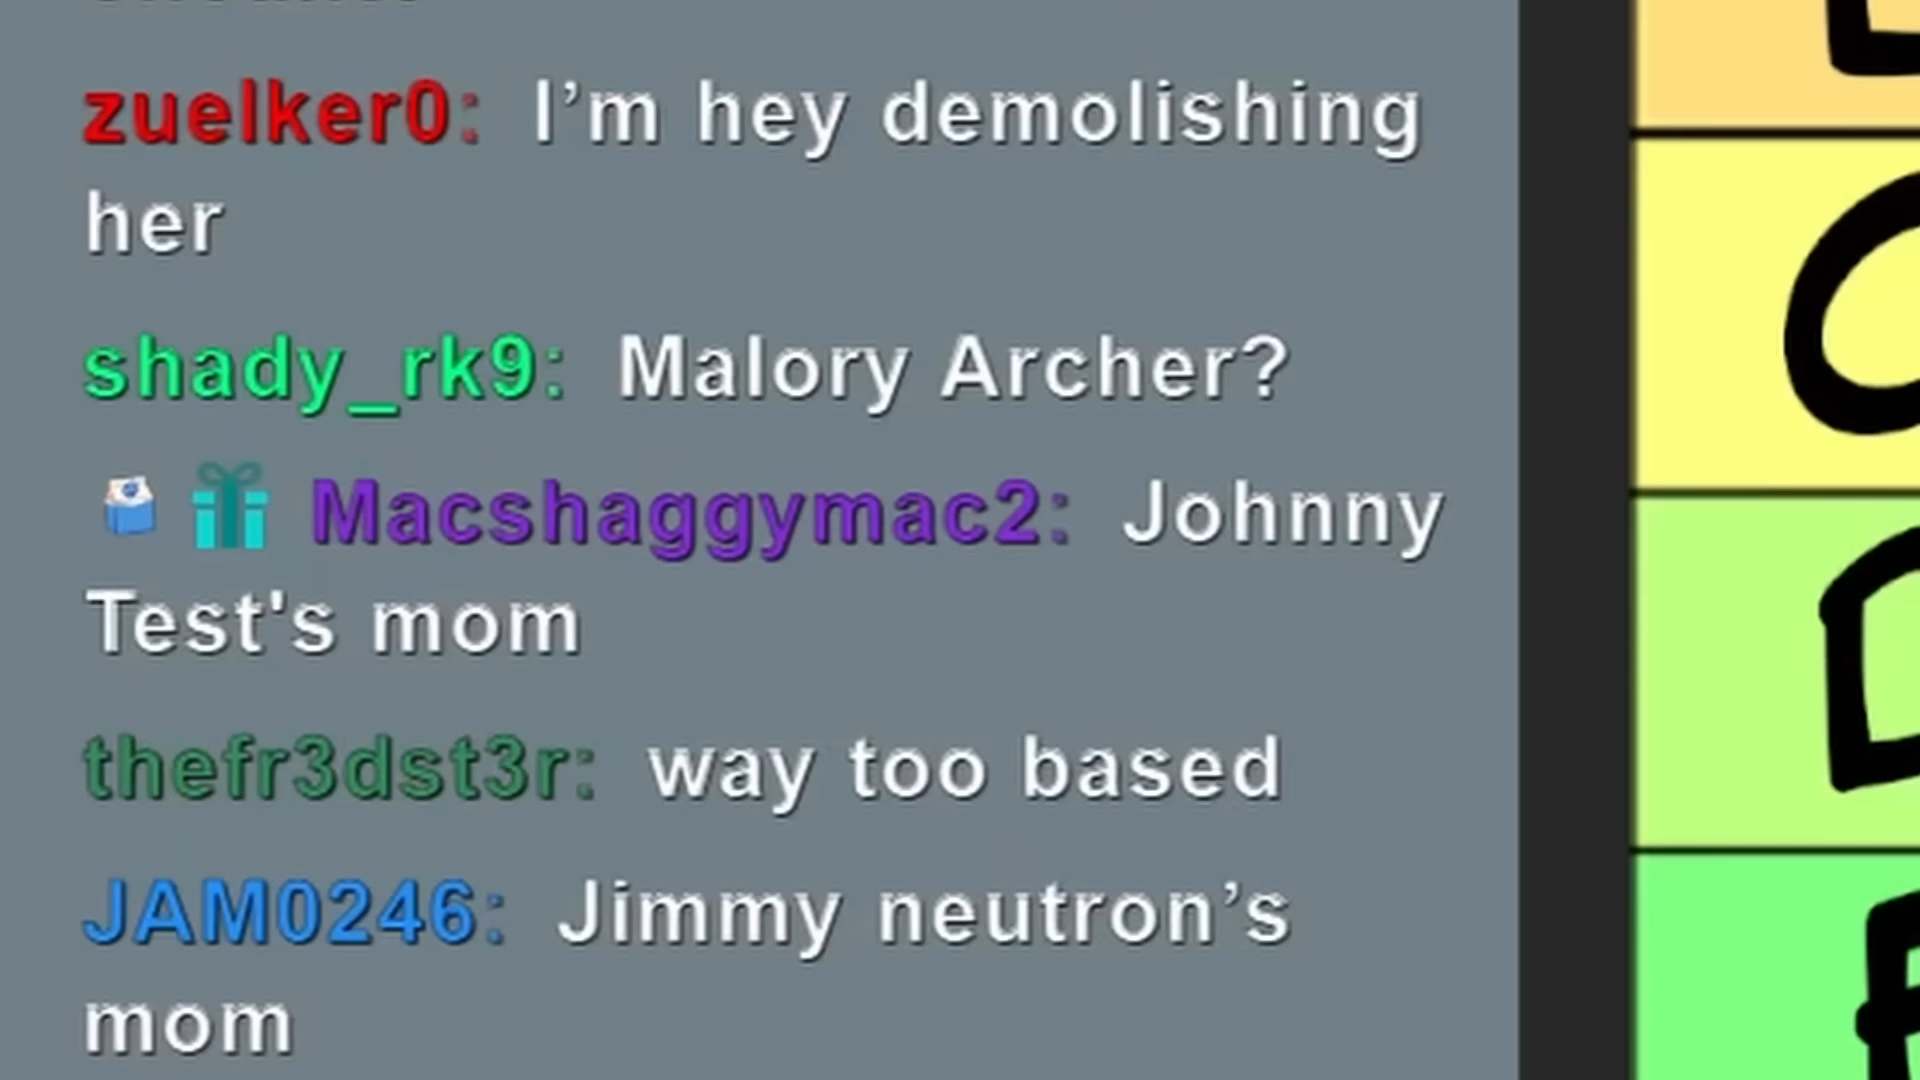 zuelker0: I’m hey demolishing
her
shady_rk9: Malory Archer?
Macshaggymac2: Johnny
Test's mom
thefr3dst3r: way too based
JAM0246: Jimmy neutron’s
mom